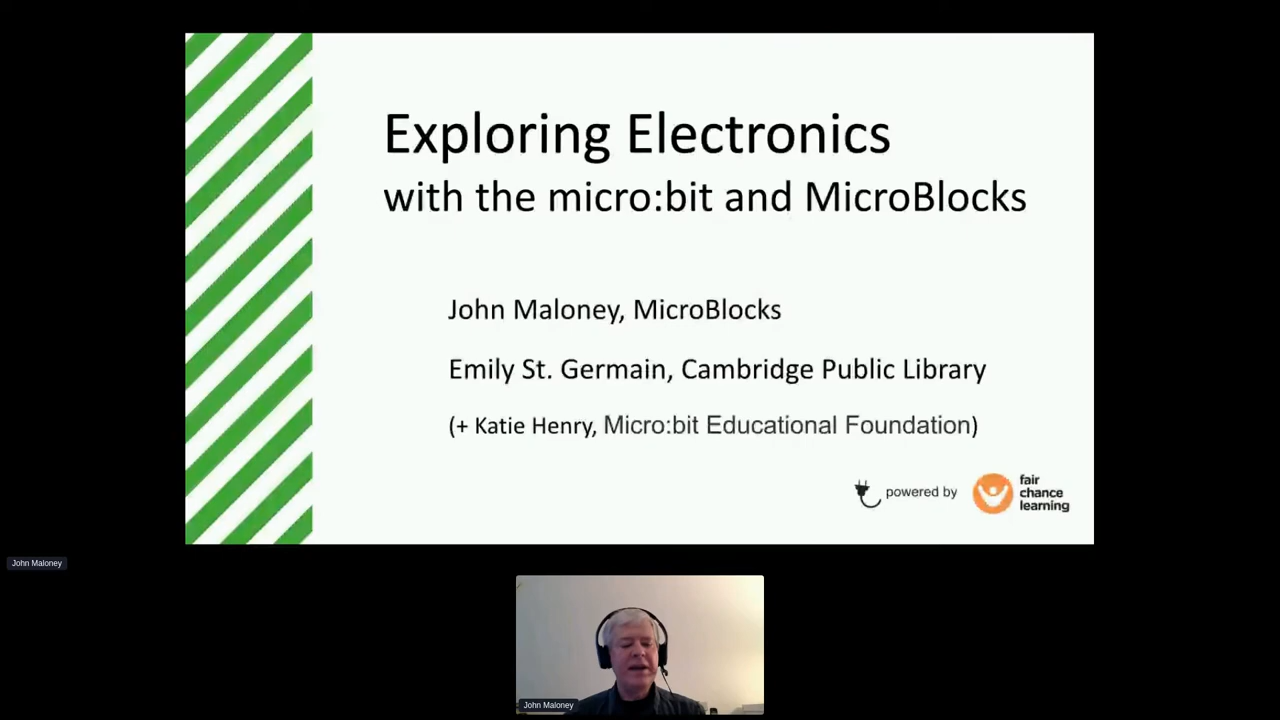 Exploring Electronics
with the micro:bit and MicroBlocks
John Maloney, MicroBlocks
Emily St. Germain, Cambridge Public Library
(+ Katie Henry, Micro:bit Educational Foundation)
powered by
fair
chance
learning
John Maloney
John Maloney